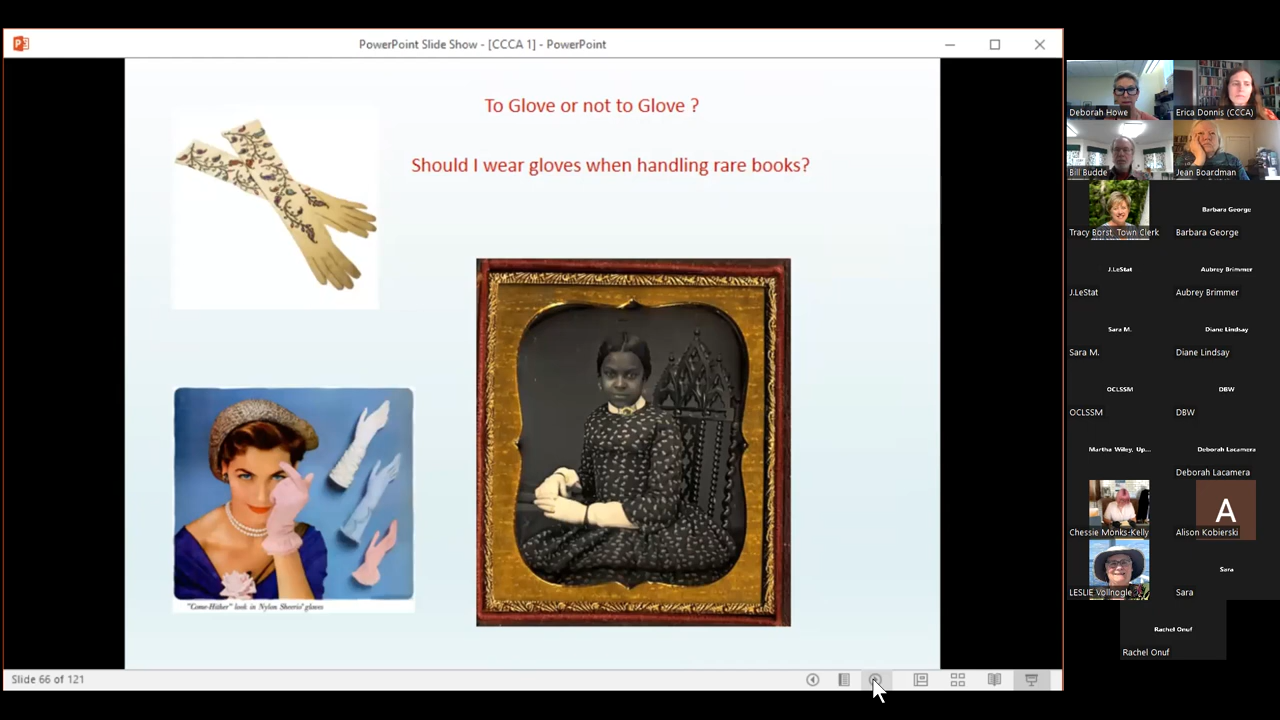 PowerPoint Slide Show - [CCCA 1] - PowerPoint
To Glove or not to Glove ?
Should I wear gloves when handling rare books?
"Come-Hither" look in Nylon Sheerio' gloves
Slide 66 of 121
Deborah Howe
Erica Donnis (CCCA)
Bill Budde
Jean Boardman
Tracy Borst, Town Clerk
Barbara George
Barbara George
J.LeStat
J.LeStat
Aubrey Brimmer
Aubrey Brimmer
Sara M.
Sara M.
Diane Lindsay
Diane Lindsay
OCLSSM
OCLSSM
DBW
DBW
Martha Wiley, Up...
Deborah Lacamera
Deborah Lacamera
Chessie Monks-Kelly
A
Alison Kobierski
LESLIE Vollnogle
Sara
Sara
Rachel Onuf
Rachel Onuf